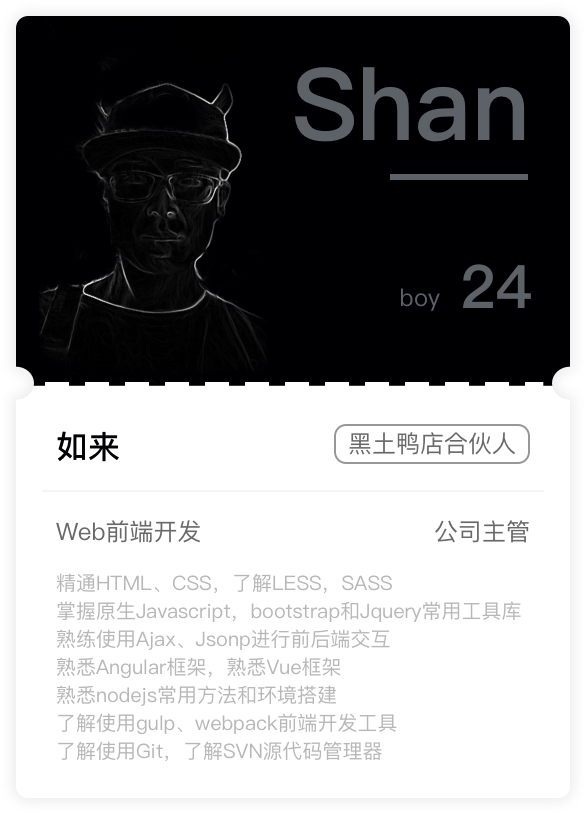 Shan
boy 24
如来
黑土鸭店合伙人
Web前端开发
公司主管
精通HTML、CSS，了解LESS，SASS
掌握原生Javascript，bootstrap和Jquery常用工具库
熟练使用Ajax、Jsonp进行前后端交互
熟悉Angular框架，熟悉Vue框架
熟悉nodejs常用方法和环境搭建
了解使用gulp、webpack前端开发工具
了解使用Git，了解SVN源代码管理器